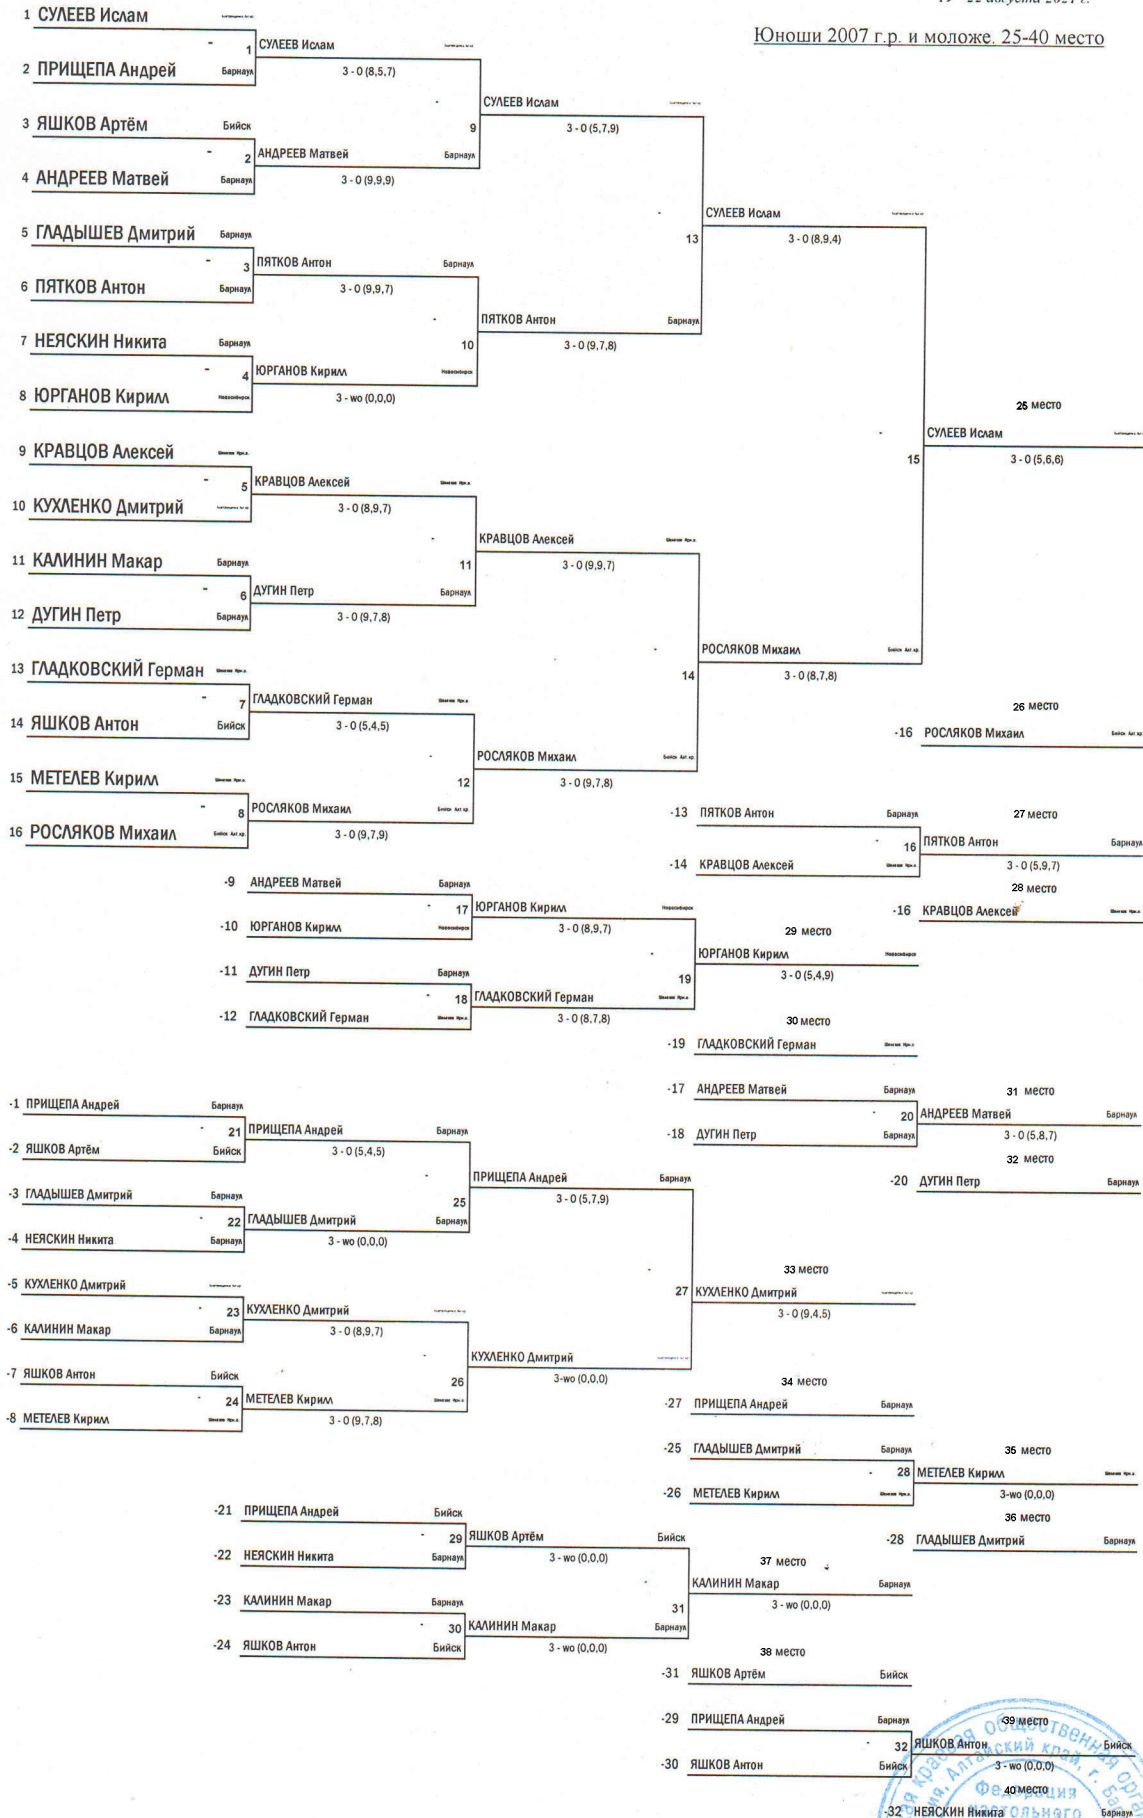 Юноши 2007 г.р. и моложе. 25-40 место
1 СУЛЕЕВ Ислам
- 1 СУЛЕЕВ Ислам
2 ПРИЩЕПА Андрей Барнаул 3 - 0 (8,5,7)
СУЛЕЕВ Ислам
3 ЯШКОВ Артём Бийск 9 3 - 0 (5,7,9)
- 2 АНДРЕЕВ Матвей Барнаул
4 АНДРЕЕВ Матвей Барнаул 3 - 0 (9,9,9)
СУЛЕЕВ Ислам
5 ГЛАДЫШЕВ Дмитрий Барнаул 13 3 - 0 (8,9,4)
- 3 ПЯТКОВ Антон Барнаул
6 ПЯТКОВ Антон Барнаул 3 - 0 (9,9,7)
ПЯТКОВ Антон Барнаул
7 НЕЯСКИН Никита Барнаул 10 3 - 0 (9,7,8)
- 4 ЮРГАНОВ Кирилл Новосибирск
8 ЮРГАНОВ Кирилл Новосибирск 3 - wo (0,0,0)
25 место
СУЛЕЕВ Ислам
9 КРАВЦОВ Алексей 15 3 - 0 (5,6,6)
- 5 КРАВЦОВ Алексей
10 КУХЛЕНКО Дмитрий 3 - 0 (8,9,7)
КРАВЦОВ Алексей
11 КАЛИНИН Макар Барнаул 11 3 - 0 (9,9,7)
- 6 ДУГИН Петр Барнаул
12 ДУГИН Петр Барнаул 3 - 0 (9,7,8)
РОСЛЯКОВ Михаил
13 ГЛАДКОВСКИЙ Герман 14 3 - 0 (8,7,8)
- 7 ГЛАДКОВСКИЙ Герман
26 место
14 ЯШКОВ Антон Бийск 3 - 0 (5,4,5)
-16 РОСЛЯКОВ Михаил
РОСЛЯКОВ Михаил
15 МЕТЕЛЕВ Кирилл 12 3 - 0 (9,7,8)
- 8 РОСЛЯКОВ Михаил
16 РОСЛЯКОВ Михаил 3 - 0 (9,7,9)
-13 ПЯТКОВ Антон Барнаул 27 место
16 ПЯТКОВ Антон Барнаул
-14 КРАВЦОВ Алексей 3 - 0 (5,9,7)
-9 АНДРЕЕВ Матвей Барнаул 28 место
17 ЮРГАНОВ Кирилл Новосибирск -16 КРАВЦОВ Алексей
-10 ЮРГАНОВ Кирилл Новосибирск 3 - 0 (8,9,7) 29 место
ЮРГАНОВ Кирилл Новосибирск
-11 ДУГИН Петр Барнаул 19 3 - 0 (5,4,9)
18 ГЛАДКОВСКИЙ Герман
-12 ГЛАДКОВСКИЙ Герман 3 - 0 (8,7,8) 30 место
-19 ГЛАДКОВСКИЙ Герман
-17 АНДРЕЕВ Матвей Барнаул 31 место
-1 ПРИЩЕПА Андрей Барнаул 20 АНДРЕЕВ Матвей Барнаул
21 ПРИЩЕПА Андрей Барнаул -18 ДУГИН Петр Барнаул 3 - 0 (5,8,7)
-2 ЯШКОВ Артём Бийск 3 - 0 (5,4,5) 32 место
ПРИЩЕПА Андрей Барнаул -20 ДУГИН Петр Барнаул
-3 ГЛАДЫШЕВ Дмитрий Барнаул 25 3 - 0 (5,7,9)
22 ГЛАДЫШЕВ Дмитрий Барнаул
-4 НЕЯСКИН Никита Барнаул 3 - wo (0,0,0)
33 место
-5 КУХЛЕНКО Дмитрий 27 КУХЛЕНКО Дмитрий
23 КУХЛЕНКО Дмитрий 3 - 0 (9,4,5)
-6 КАЛИНИН Макар Барнаул 3 - 0 (8,9,7)
КУХЛЕНКО Дмитрий
-7 ЯШКОВ Антон Бийск 26 3-wo (0,0,0) 34 место
24 МЕТЕЛЕВ Кирилл -27 ПРИЩЕПА Андрей Барнаул
-8 МЕТЕЛЕВ Кирилл 3 - 0 (9,7,8)
-25 ГЛАДЫШЕВ Дмитрий Барнаул 35 место
28 МЕТЕЛЕВ Кирилл
-26 МЕТЕЛЕВ Кирилл 3-wo (0,0,0)
-21 ПРИЩЕПА Андрей Бийск 36 место
29 ЯШКОВ Артём Бийск -28 ГЛАДЫШЕВ Дмитрий Барнаул
-22 НЕЯСКИН Никита Барнаул 3 - wo (0,0,0) 37 место
КАЛИНИН Макар Барнаул
-23 КАЛИНИН Макар Барнаул 31 3 - wo (0,0,0)
30 КАЛИНИН Макар Барнаул
-24 ЯШКОВ Антон Бийск 3 - wo (0,0,0) 38 место
-31 ЯШКОВ Артём Бийск
-29 ПРИЩЕПА Андрей Барнаул 39 место
32 ЯШКОВ Антон Бийск
-30 ЯШКОВ Антон Бийск 3 - wo (0,0,0)
40 место
Федерация
настольного
-32 НЕЯСКИН Никита Барнаул